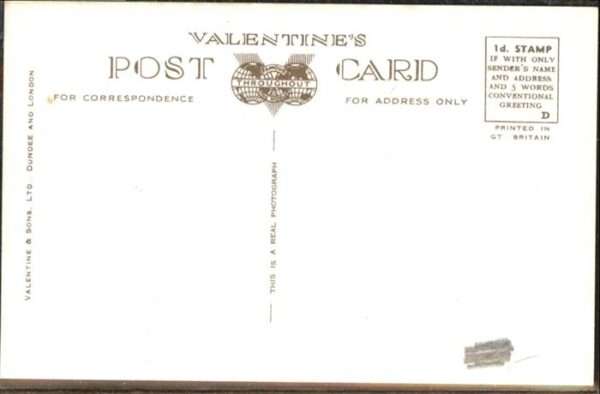 VALENTINE'S
POST CARD
THROUGHOUT
FOR CORRESPONDENCE
FOR ADDRESS ONLY
1d. STAMP
IF WITH ONLY
SENDER'S NAME
AND ADDRESS
AND 5 WORDS
CONVENTIONAL
GREETING
D
PRINTED IN
GT BRITAIN
VALENTINE & SONS, LTD., DUNDEE AND LONDON
THIS IS A REAL PHOTOGRAPH